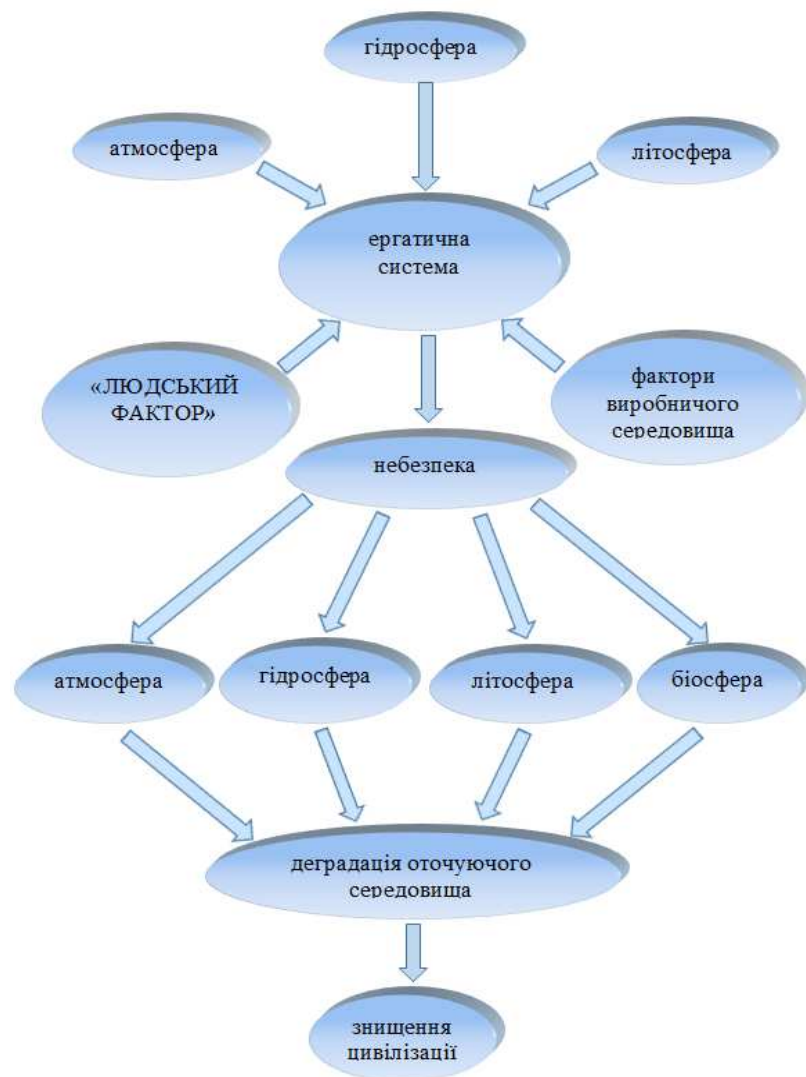 гідросфера
атмосфера
літосфера
ергатична
система
«ЛЮДСЬКИЙ
ФАКТОР»
фактори
виробничого
середовища
небезпека
атмосфера
гідросфера
літосфера
біосфера
деградація оточуючого
середовища
знищення
цивілізації